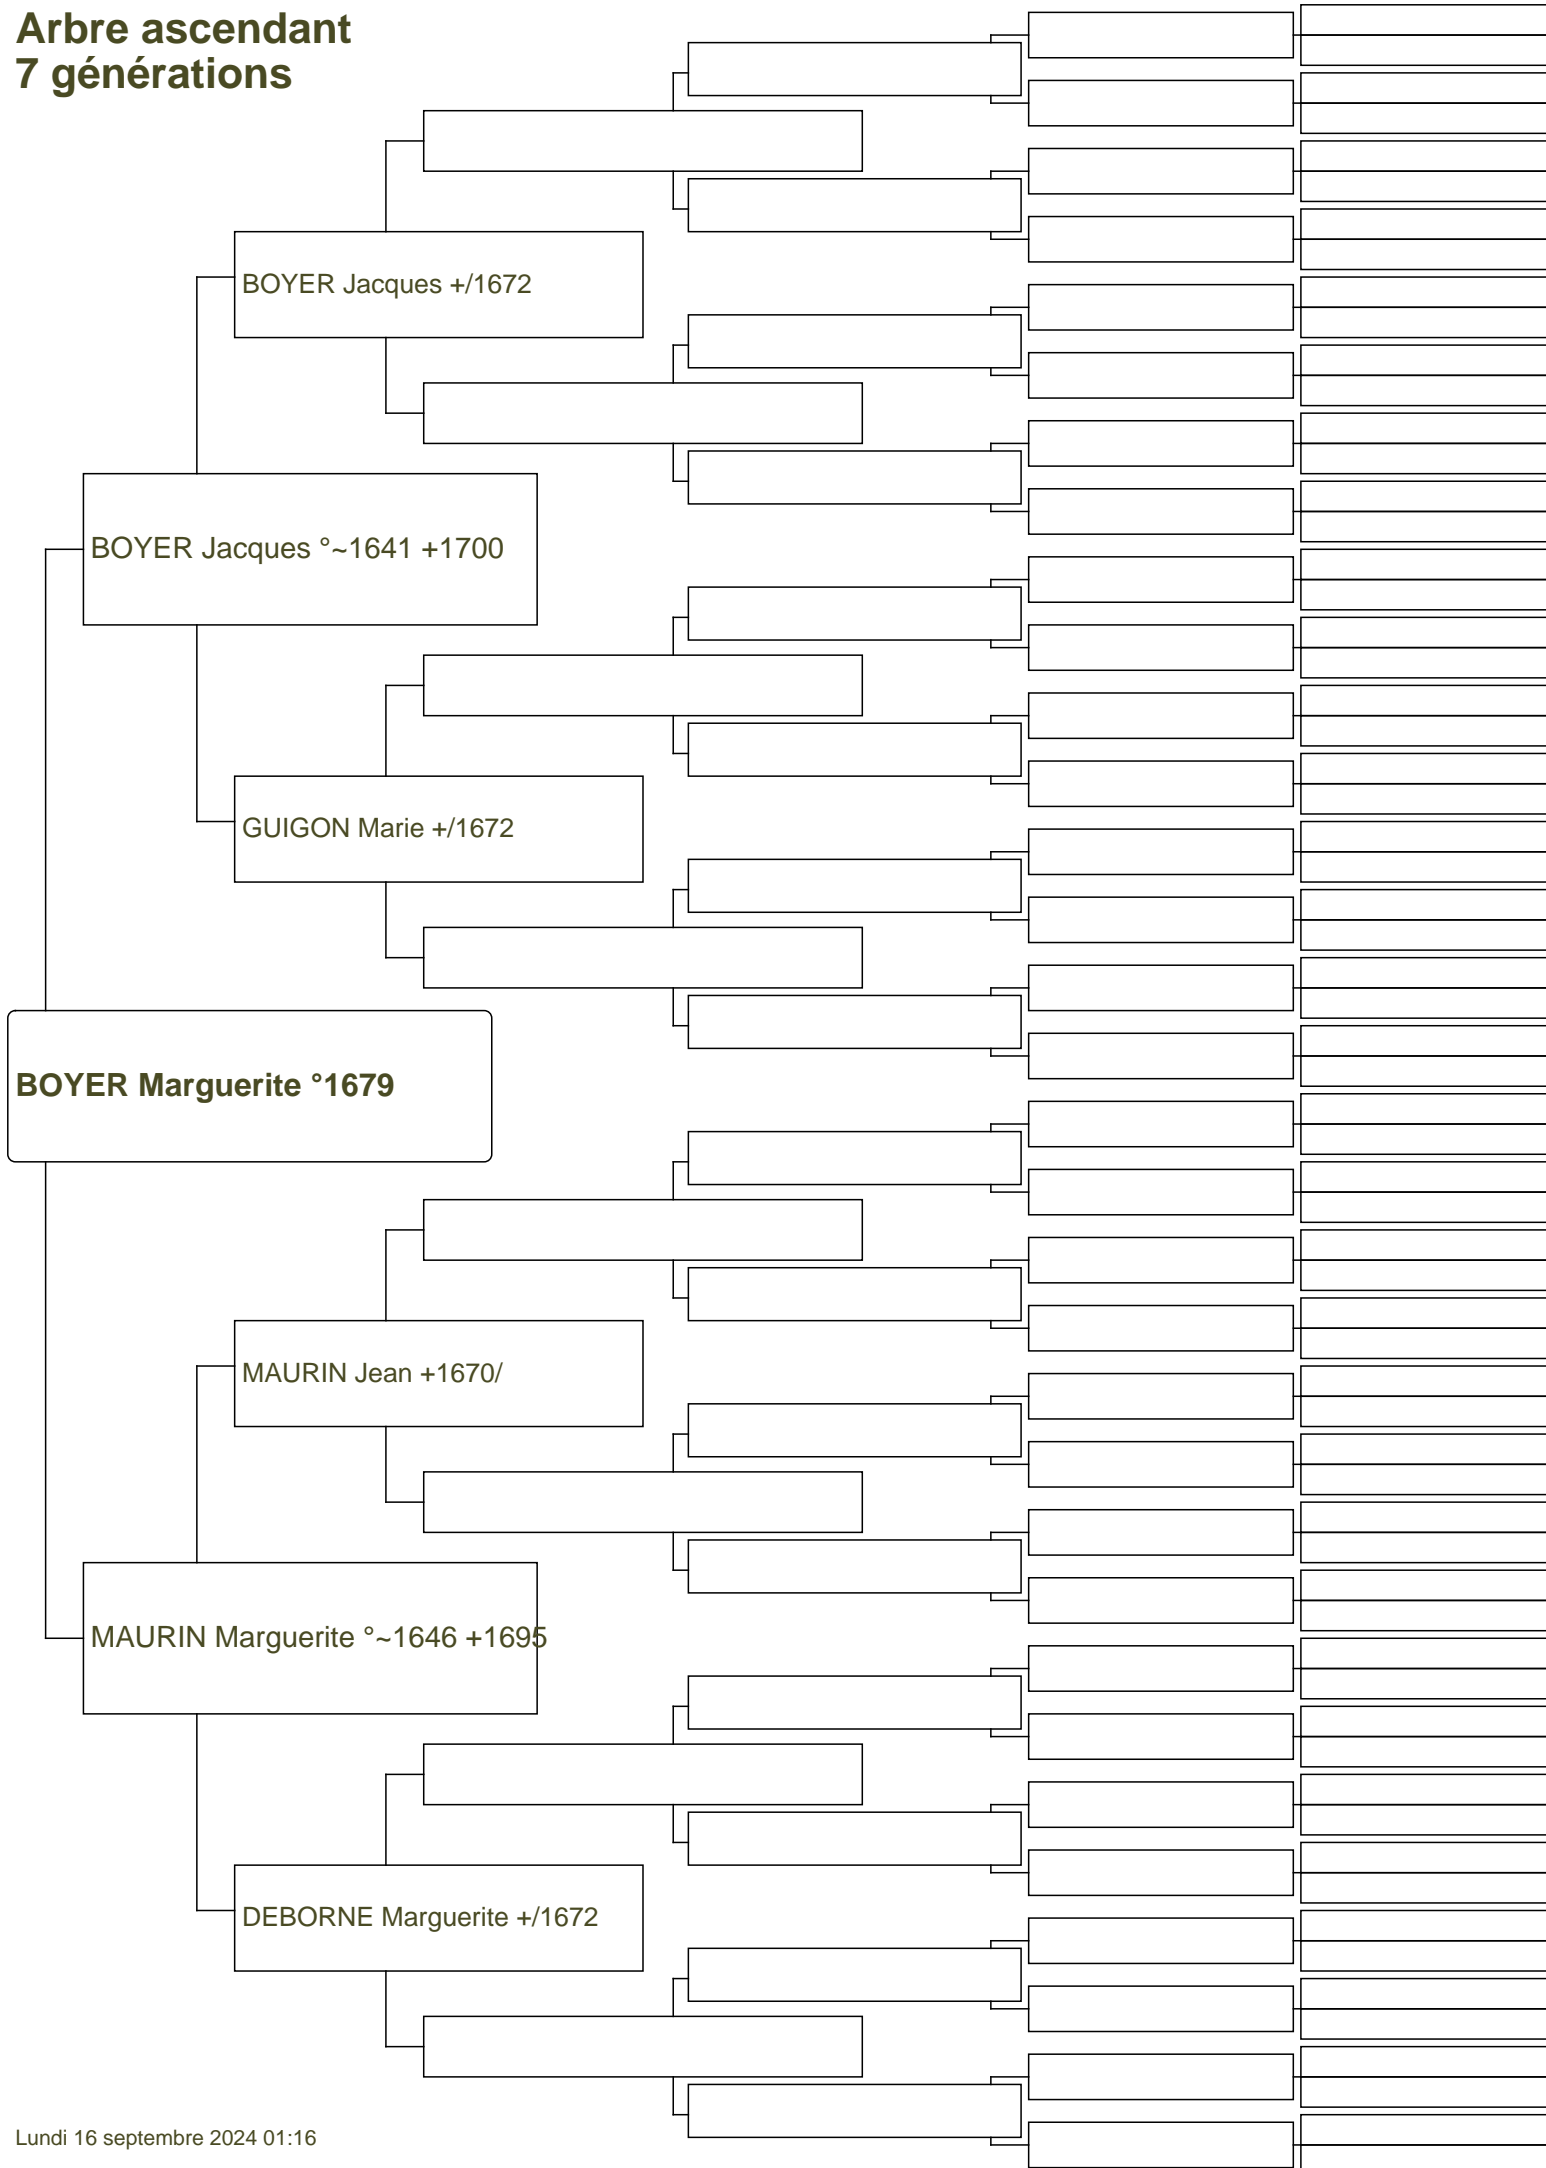 Arbre ascendant
7 générations
BOYER Jacques +/1672
BOYER Jacques °~1641 +1700
GUIGON Marie +/1672
BOYER Marguerite °1679
MAURIN Jean +1670/
MAURIN Marguerite °~1646 +1695
DEBORNE Marguerite +/1672
Lundi 16 septembre 2024 01:16